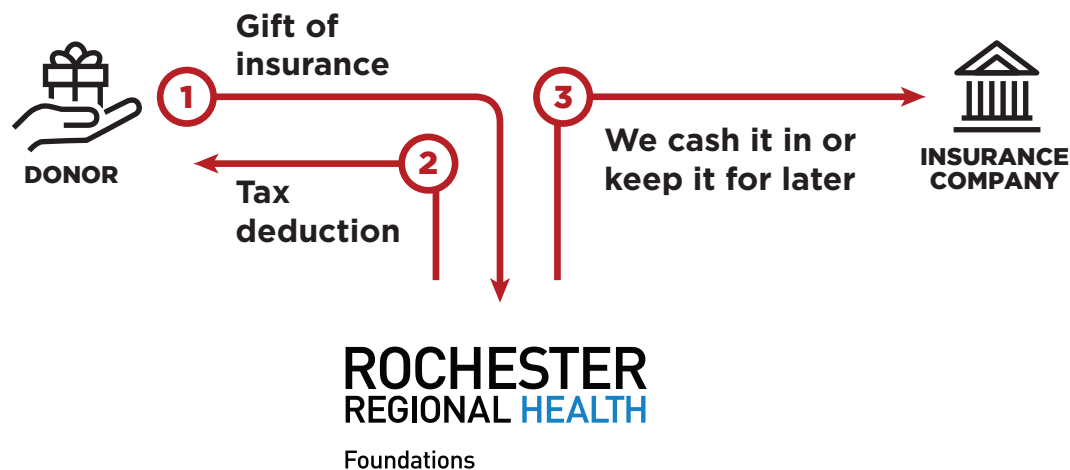 Gift of
insurance
1
DONOR
2
Tax
deduction
3
We cash it in or
keep it for later
INSURANCE
COMPANY
ROCHESTER
REGIONAL HEALTH
Foundations